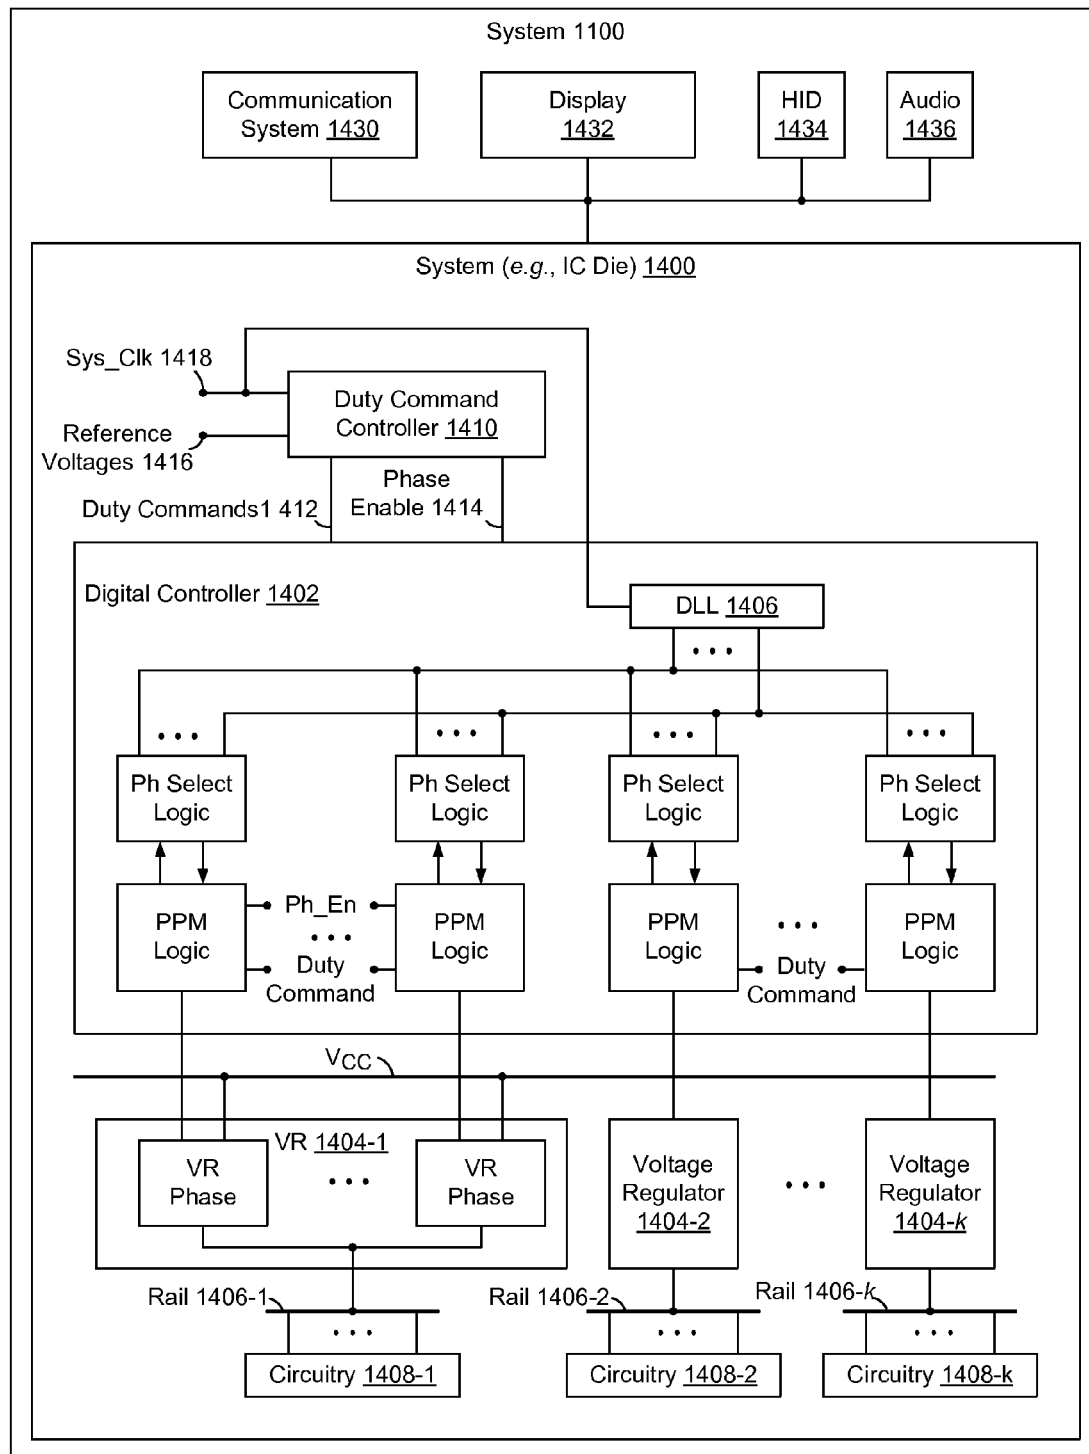 System 1100
Communication
System 1430
Display
1432
HID
1434
Audio
1436
System (e.g., IC Die) 1400
Sys_Clk 1418
Duty Command
Controller 1410
Reference
Voltages 1416
Phase
Enable 1414
Duty Commands1 412
Digital Controller 1402
DLL 1406
Ph Select
Logic
Ph Select
Logic
Ph Select
Logic
Ph Select
Logic
PPM
Logic
Ph_En
Duty
Command
PPM
Logic
PPM
Logic
Duty
Command
PPM
Logic
VCC
VR 1404-1
VR
Phase
VR
Phase
Voltage
Regulator
1404-2
Voltage
Regulator
1404-k
Rail 1406-1
Rail 1406-2
Rail 1406-k
Circuitry 1408-1
Circuitry 1408-2
Circuitry 1408-k